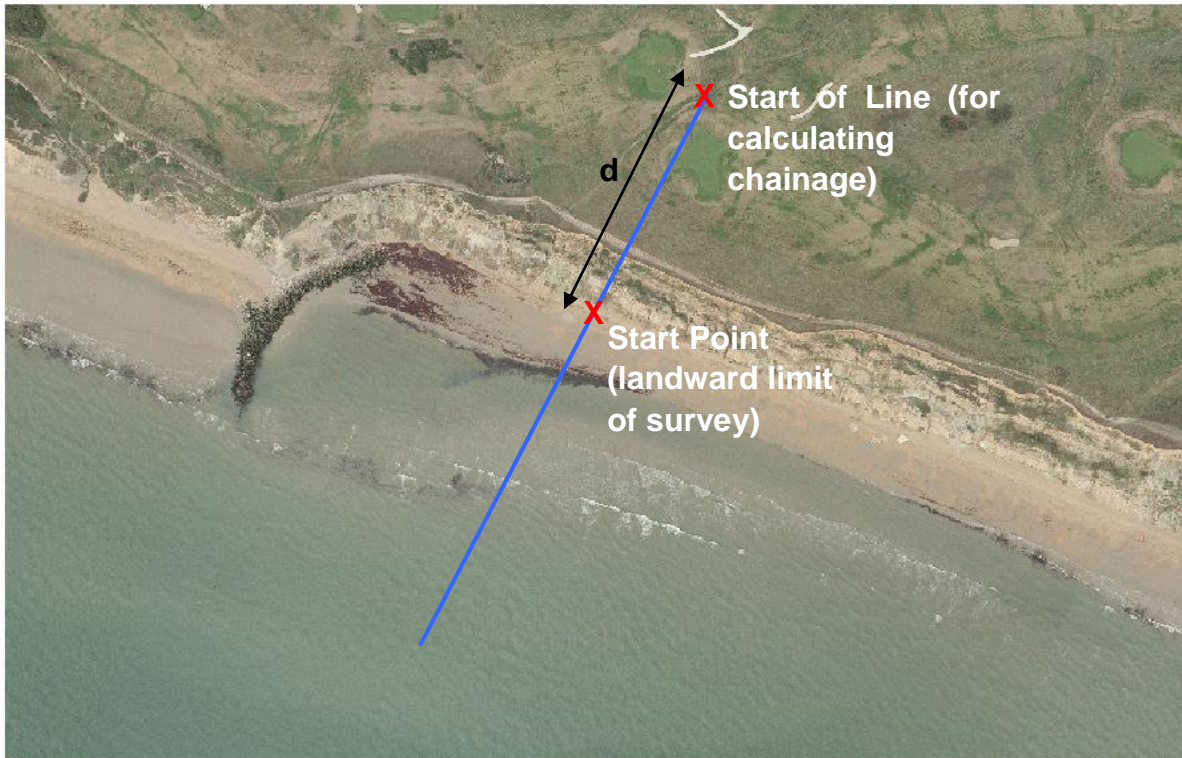 Start of Line (for
calculating
chainage)
d
Start Point
(landward limit
of survey)